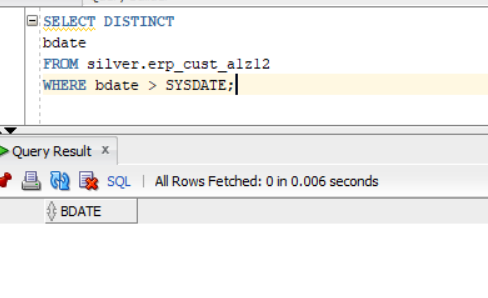 SELECT DISTINCT
bdate
FROM silver.erp_cust_a1z12
WHERE bdate > SYSDATE;
Query Result x
SQL | All Rows Fetched: 0 in 0.006 seconds
BDATE